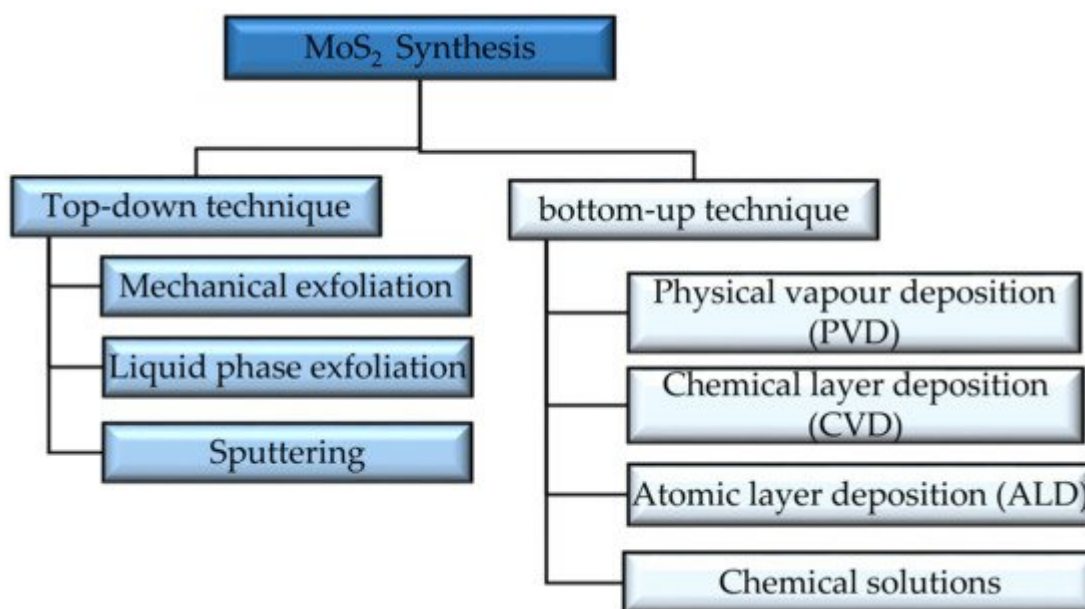 MoS₂ Synthesis
Top-down technique
Mechanical exfoliation
Liquid phase exfoliation
Sputtering
bottom-up technique
Physical vapour deposition
(PVD)
Chemical layer deposition
(CVD)
Atomic layer deposition (ALD)
Chemical solutions